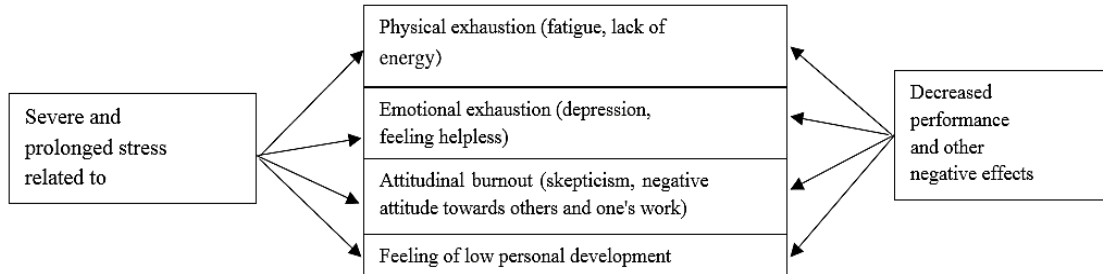 Severe and
prolonged stress
related to
Physical exhaustion (fatigue, lack of
energy)
Emotional exhaustion (depression,
feeling helpless)
Attitudinal burnout (skepticism, negative
attitude towards others and one's work)
Feeling of low personal development
Decreased
performance
and other
negative effects